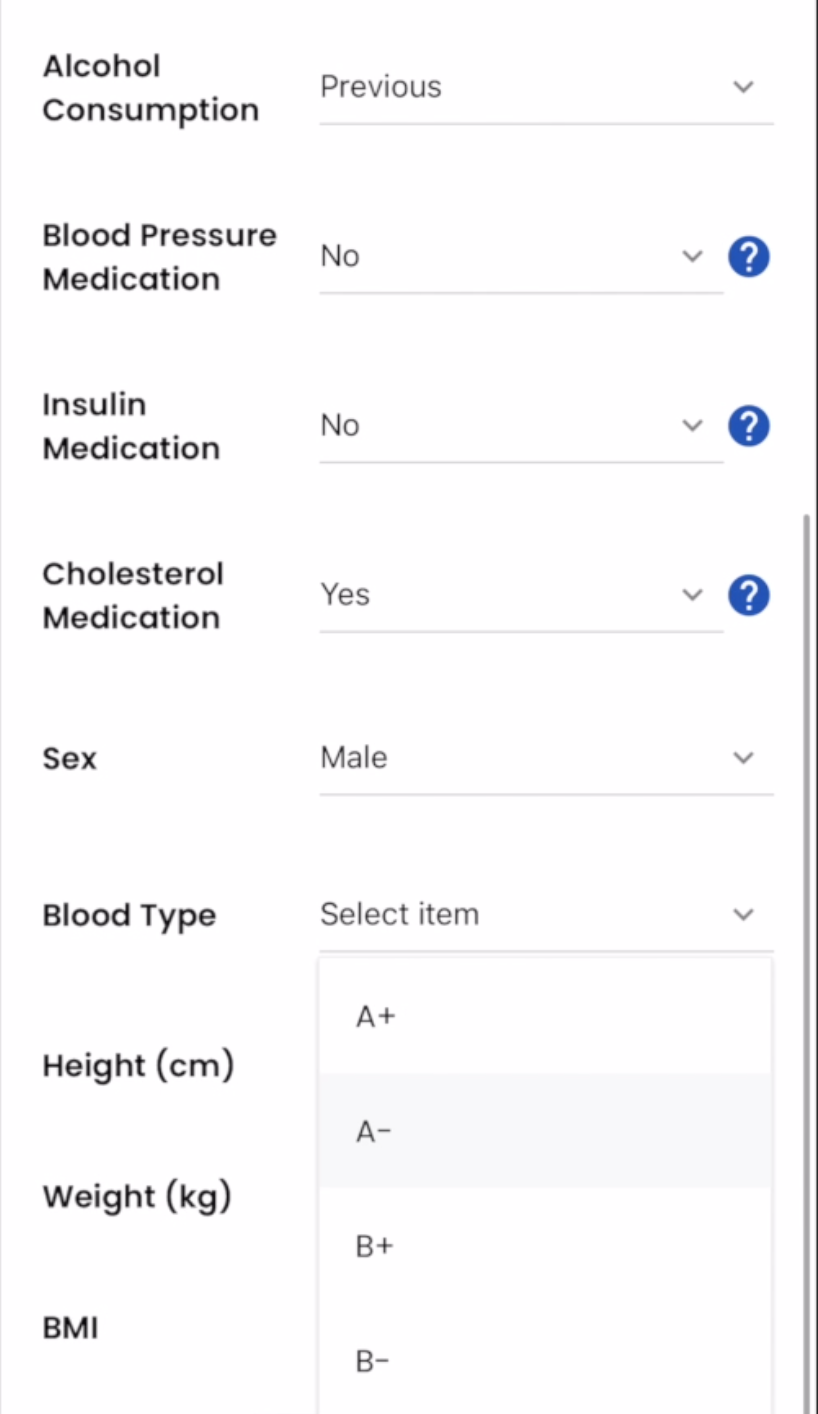 Alcohol
Consumption
Previous
Blood Pressure
Medication
No
?
Insulin
Medication
No
?
Cholesterol
Medication
Yes
?
Sex
Male
Blood Type
Select item
A+
Height (cm)
A-
Weight (kg)
B+
BMI
B-